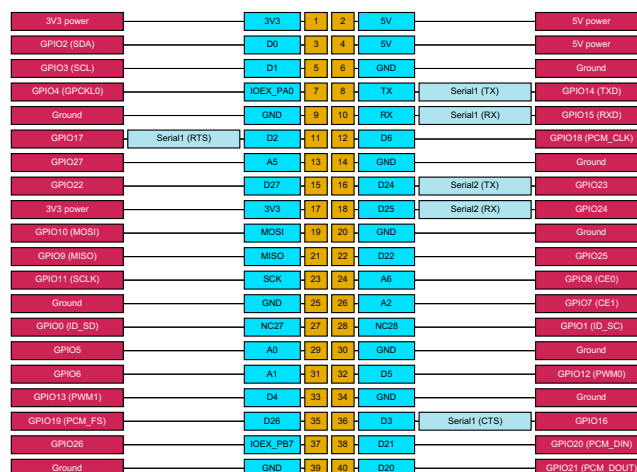 3V3 power 3V3 1 2 5V 5V power
GPIO2 (SDA) D0 3 4 5V 5V power
GPIO3 (SCL) D1 5 6 GND Ground
GPIO4 (GPCKL0) IOEX_PA0 7 8 TX Serial1 (TX) GPIO14 (TXD)
Ground GND 9 10 RX Serial1 (RX) GPIO15 (RXD)
GPIO17 Serial1 (RTS) D2 11 12 D6 GPIO18 (PCM_CLK)
GPIO27 A5 13 14 GND Ground
GPIO22 D27 15 16 D24 Serial2 (TX) GPIO23
3V3 power 3V3 17 18 D25 Serial2 (RX) GPIO24
GPIO10 (MOSI) MOSI 19 20 GND Ground
GPIO9 (MISO) MISO 21 22 D22 GPIO25
GPIO11 (SCLK) SCK 23 24 A6 GPIO8 (CE0)
Ground GND 25 26 A2 GPIO7 (CE1)
GPIO0 (ID_SD) NC27 27 28 NC28 GPIO1 (ID_SC)
GPIO5 A0 29 30 GND Ground
GPIO6 A1 31 32 D5 GPIO12 (PWM0)
GPIO13 (PWM1) D4 33 34 GND Ground
GPIO19 (PCM_FS) D26 35 36 D3 Serial1 (CTS) GPIO16
GPIO26 IOEX_PB7 37 38 D21 GPIO20 (PCM_DIN)
Ground GND 39 40 D20 GPIO21 (PCM_DOUT)